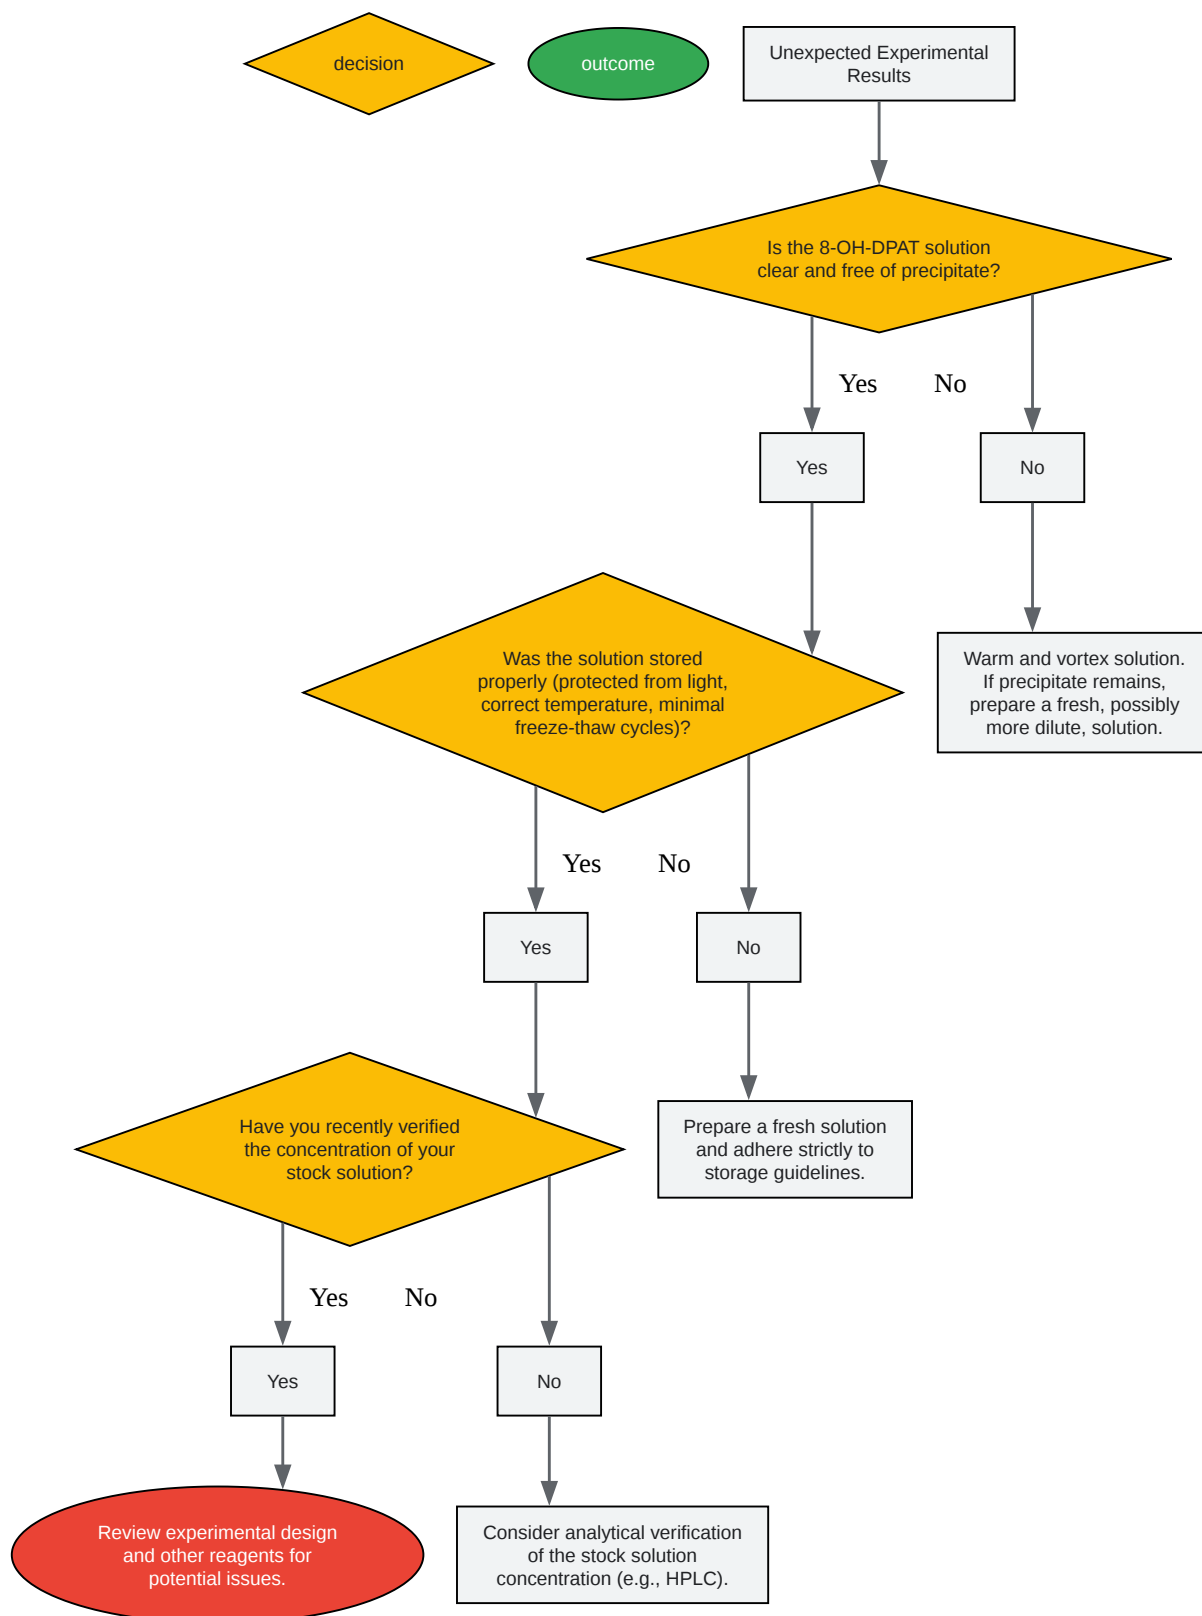 decision
outcome
Unexpected Experimental
Results
Is the 8-OH-DPAT solution
clear and free of precipitate?
Yes
No
Yes
No
Was the solution stored
properly (protected from light,
correct temperature, minimal
freeze-thaw cycles)?
Warm and vortex solution.
If precipitate remains,
prepare a fresh, possibly
more dilute, solution.
Yes
No
Yes
No
Have you recently verified
the concentration of your
stock solution?
Prepare a fresh solution
and adhere strictly to
storage guidelines.
Yes
No
Yes
No
Review experimental design
and other reagents for
potential issues.
Consider analytical verification
of the stock solution
concentration (e.g., HPLC).